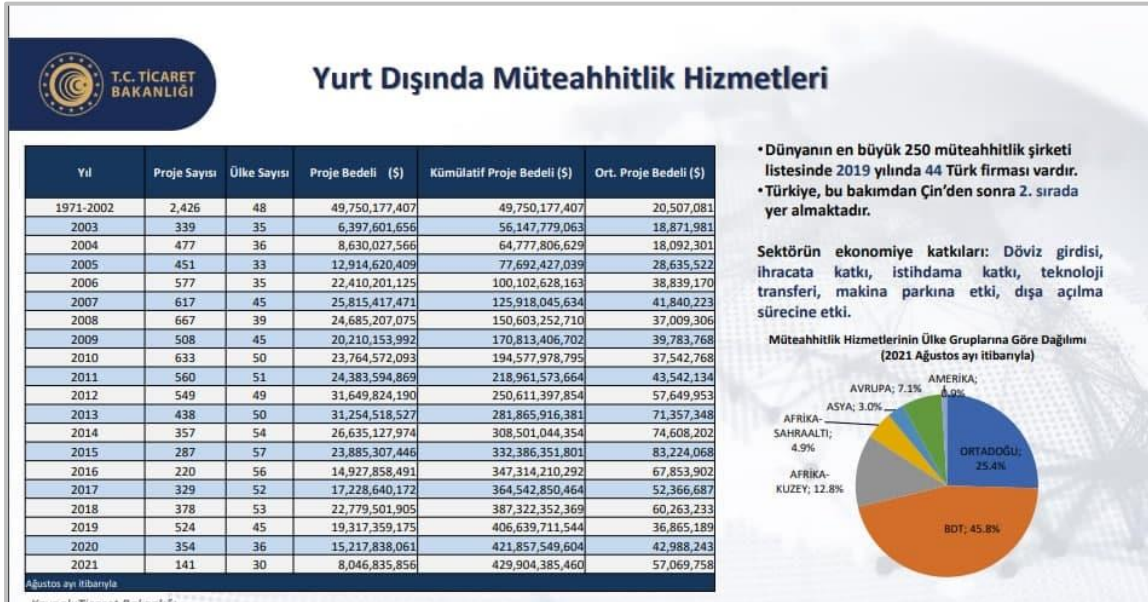 T.C. TİCARET
BAKANLIĞI
Yurt Dışında Müteahhitlik Hizmetleri
Yıl Proje Sayısı Ülke Sayısı Proje Bedeli ($) Kümülatif Proje Bedeli ($) Ort. Proje Bedeli ($)
1971-2002 2,426 48 49,750,177,407 49,750,177,407 20,507,081
2003 339 35 6,397,601,656 56,147,779,063 18,871,981
2004 477 36 8,630,027,566 64,777,806,629 18,092,301
2005 451 33 12,914,620,409 77,692,427,039 28,635,522
2006 577 35 22,410,201,125 100,102,628,163 38,839,170
2007 617 45 25,815,417,471 125,918,045,634 41,840,223
2008 667 39 24,685,207,075 150,603,252,710 37,009,306
2009 508 45 20,210,153,992 170,813,406,702 39,783,768
2010 633 50 23,764,572,093 194,577,978,795 37,542,768
2011 560 51 24,383,594,869 218,961,573,664 43,542,134
2012 549 49 31,649,824,190 250,611,397,854 57,649,953
2013 438 50 31,254,518,527 281,865,916,381 71,357,348
2014 357 54 26,635,127,974 308,501,044,354 74,608,202
2015 287 57 23,885,307,446 332,386,351,801 83,224,068
2016 220 56 14,927,858,491 347,314,210,292 67,853,902
2017 329 52 17,228,640,172 364,542,850,464 52,366,687
2018 378 53 22,779,501,905 387,322,352,369 60,263,233
2019 524 45 19,317,359,175 406,639,711,544 36,865,189
2020 354 36 15,217,838,061 421,857,549,604 42,988,243
2021 141 30 8,046,835,856 429,904,385,460 57,069,758
Ağustos ayı itibarıyla
•Dünyanın en büyük 250 müteahhitlik şirketi
listesinde 2019 yılında 44 Türk firması vardır.
•Türkiye, bu bakımdan Çin'den sonra 2. sırada
yer almaktadır.
Sektörün ekonomiye katkıları: Döviz girdisi,
ihracata katkı, istihdama katkı, teknoloji
transferi, makina parkına etki, dışa açılma
sürecine etki.
Müteahhitlik Hizmetlerinin Ülke Gruplarına Göre Dağılımı
(2021 Ağustos ayı itibarıyla)
AMERİKA;
0.9%
AVRUPA; 7.1%
ASYA; 3.0%
AFRİKA-
SAHRAALTI;
4.9%
AFRİKA-
KUZEY; 12.8%
ORTADOĞU;
25.4%
BDT; 45.8%